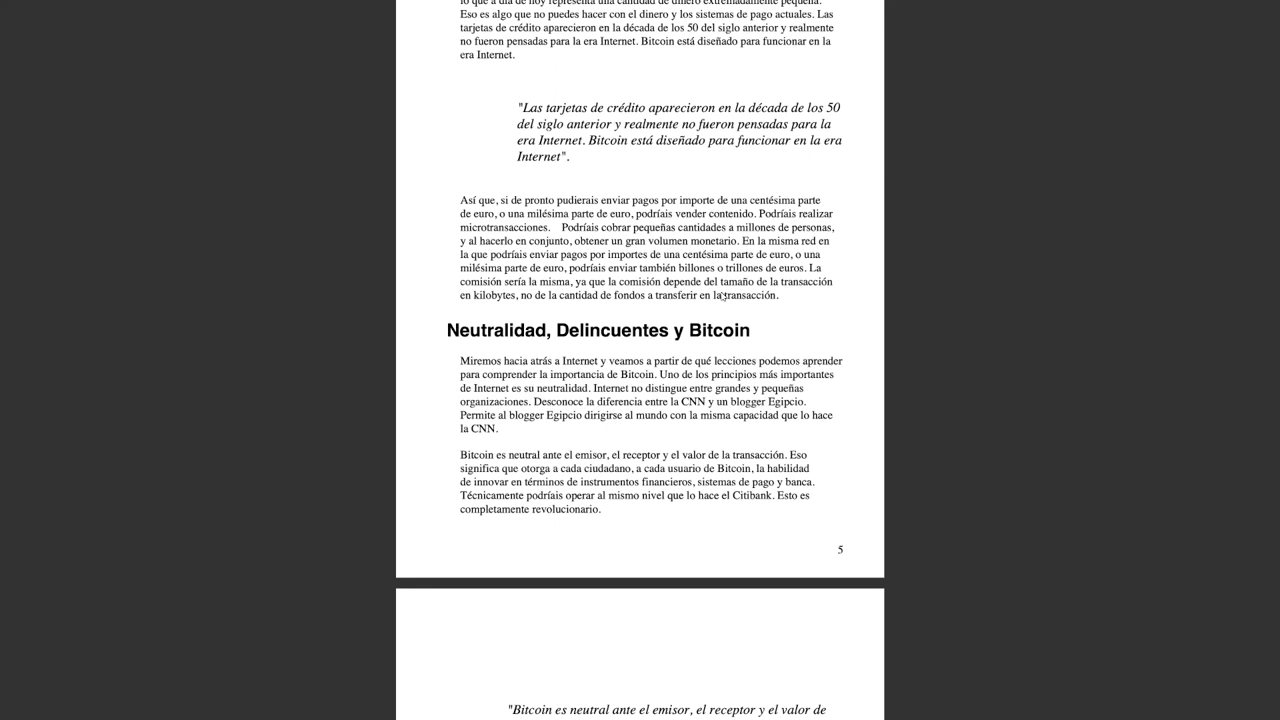 lo que a día de hoy representa una cantidad de dinero extremadamente pequeña.
Eso es algo que no puedes hacer con el dinero y los sistemas de pago actuales. Las
tarjetas de crédito aparecieron en la década de los 50 del siglo anterior y realmente
no fueron pensadas para la era Internet. Bitcoin está diseñado para funcionar en la
era Internet.
"Las tarjetas de crédito aparecieron en la década de los 50
del siglo anterior y realmente no fueron pensadas para la
era Internet. Bitcoin está diseñado para funcionar en la era
Internet".
Así que, si de pronto pudierais enviar pagos por importe de una centésima parte
de euro, o una milésima parte de euro, podríais vender contenido. Podríais realizar
microtransacciones. Podríais cobrar pequeñas cantidades a millones de personas,
y al hacerlo en conjunto, obtener un gran volumen monetario. En la misma red en
la que podríais enviar pagos por importes de una centésima parte de euro, o una
milésima parte de euro, podríais enviar también billones o trillones de euros. La
comisión sería la misma, ya que la comisión depende del tamaño de la transacción
en kilobytes, no de la cantidad de fondos a transferir en la transacción.
Neutralidad, Delincuentes y Bitcoin
Miremos hacia atrás a Internet y veamos a partir de qué lecciones podemos aprender
para comprender la importancia de Bitcoin. Uno de los principios más importantes
de Internet es su neutralidad. Internet no distingue entre grandes y pequeñas
organizaciones. Desconoce la diferencia entre la CNN y un blogger Egipcio.
Permite al blogger Egipcio dirigirse al mundo con la misma capacidad que lo hace
la CNN.
Bitcoin es neutral ante el emisor, el receptor y el valor de la transacción. Eso
significa que otorga a cada ciudadano, a cada usuario de Bitcoin, la habilidad
de innovar en términos de instrumentos financieros, sistemas de pago y banca.
Técnicamente podríais operar al mismo nivel que lo hace el Citibank. Esto es
completamente revolucionario.
5
"Bitcoin es neutral ante el emisor, el receptor y el valor de